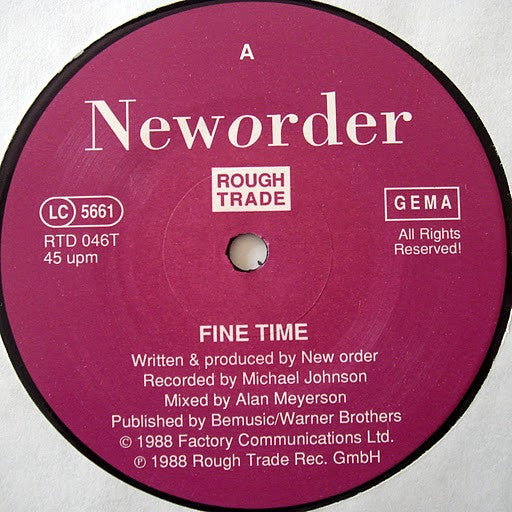 A
Neworder
ROUGH
TRADE
LC 5661
RTD 046T
45 upm
GEMA
All Rights
Reserved!
FINE TIME
Written & produced by New order
Recorded by Michael Johnson
Mixed by Alan Meyerson
Published by Bemusic/Warner Brothers
© 1988 Factory Communications Ltd.
℗ 1988 Rough Trade Rec. GmbH